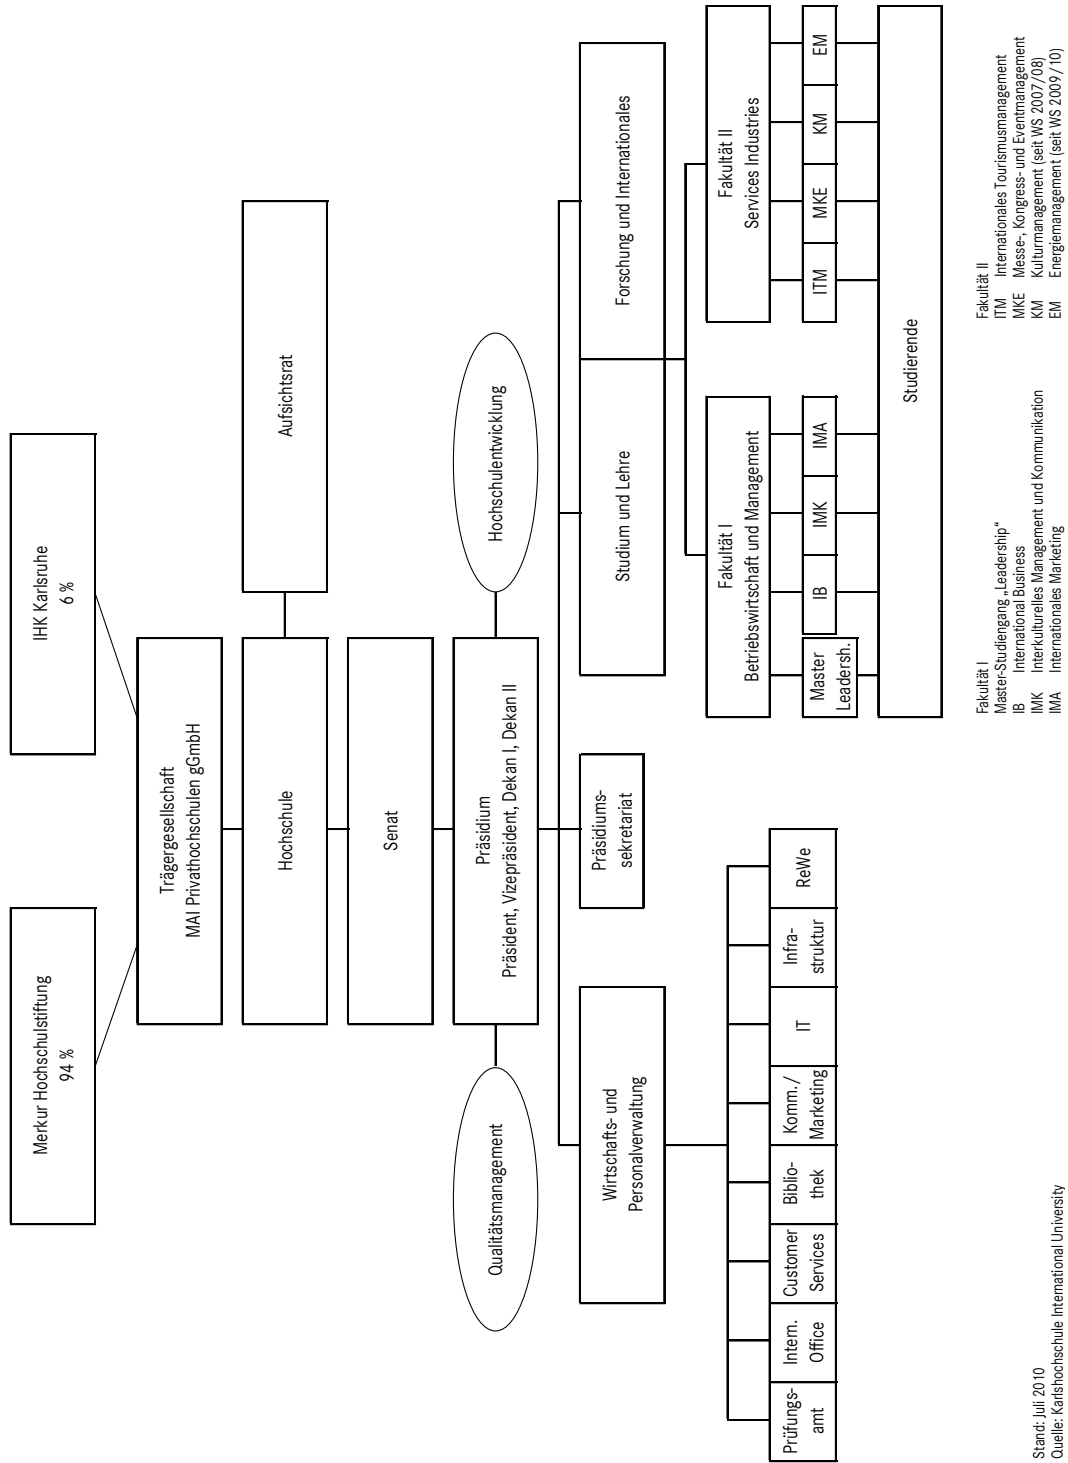 Merkur Hochschulstiftung
94 %
IHK Karlsruhe
6 %
Trägergesellschaft
MAI Privathochschulen gGmbH
Hochschule
Aufsichtsrat
Senat
Qualitätsmanagement
Präsidium
Präsident, Vizepräsident, Dekan I, Dekan II
Hochschulentwicklung
Wirtschafts- und
Personalverwaltung
Präsidiums-
sekretariat
Studium und Lehre
Forschung und Internationales
Fakultät I
Betriebswirtschaft und Management
Fakultät II
Services Industries
Prüfungs-
amt
Intern.
Office
Customer
Services
Biblio-
thek
Komm./
Marketing
IT
Infra-
struktur
ReWe
Master
Leadersh.
IB
IMK
IMA
ITM
MKE
KM
EM
Studierende
Fakultät I
Master-Studiengang „Leadership“
IB International Business
IMK Interkulturelles Management und Kommunikation
IMA Internationales Marketing
Fakultät II
ITM Internationales Tourismusmanagement
MKE Messe-, Kongress- und Eventmanagement
KM Kulturmanagement (seit WS 2007/08)
EM Energiemanagement (seit WS 2009/10)
Stand: Juli 2010
Quelle: Karlshochschule International University